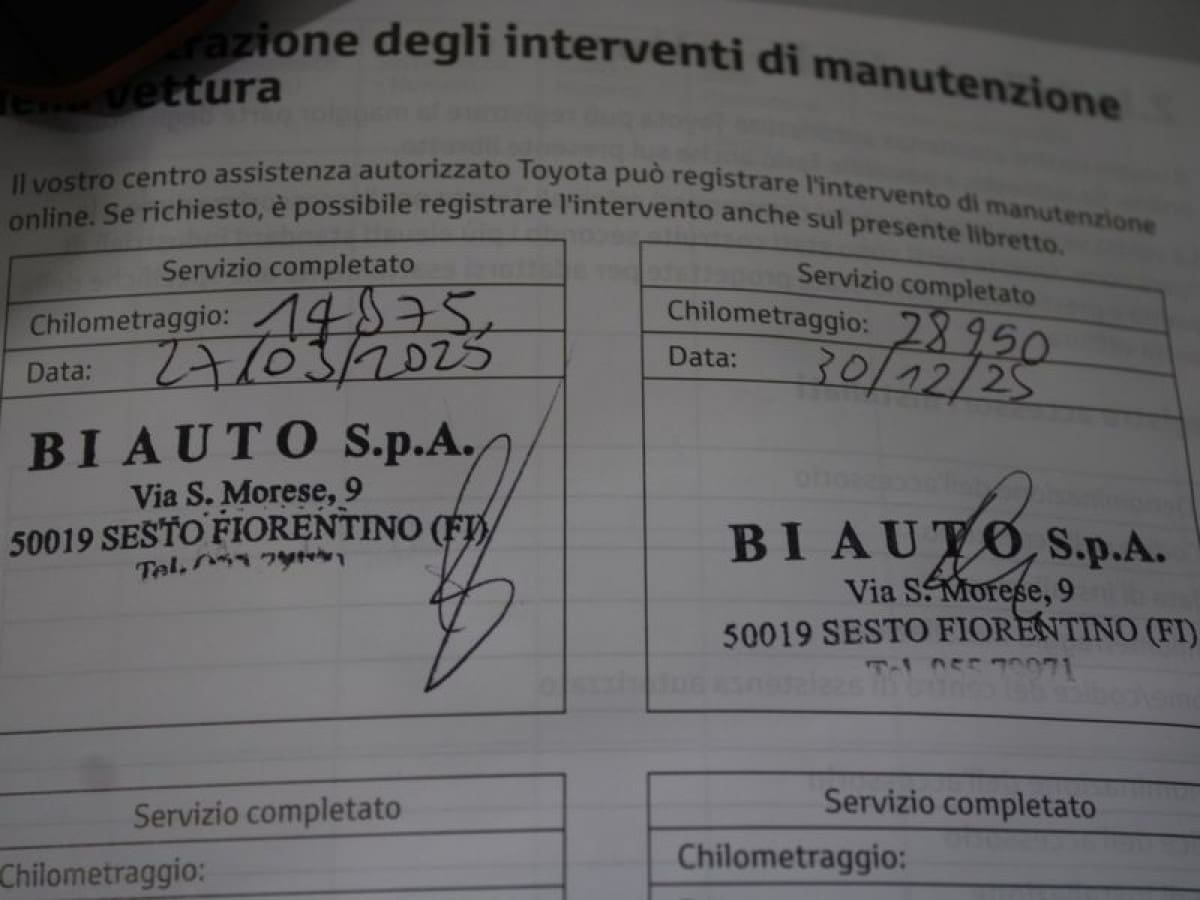 degli interventi di manutenzione
vettura
Il vostro centro assistenza autorizzato Toyota può registrare l'intervento di manutenzione
online. Se richiesto, è possibile registrare l'intervento anche sul presente libretto.
Servizio completato
Chilometraggio: 14875,
Data: 27/03/2025
BI AUTO S.p.A.
Via S. Morese, 9
50019 SESTO FIORENTINO (FI)
Tel.
Servizio completato
Chilometraggio: 28950
Data: 30/12/25
BI AUTO S.p.A.
Via S. Morese, 9
50019 SESTO FIORENTINO (FI)
Servizio completato
Chilometraggio:
Servizio completato
Chilometraggio: